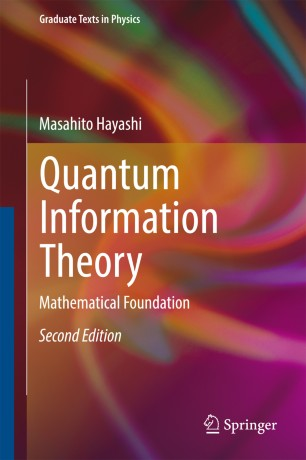 Graduate Texts in Physics
Masahito Hayashi
Quantum
Information
Theory
Mathematical Foundation
Second Edition
Springer